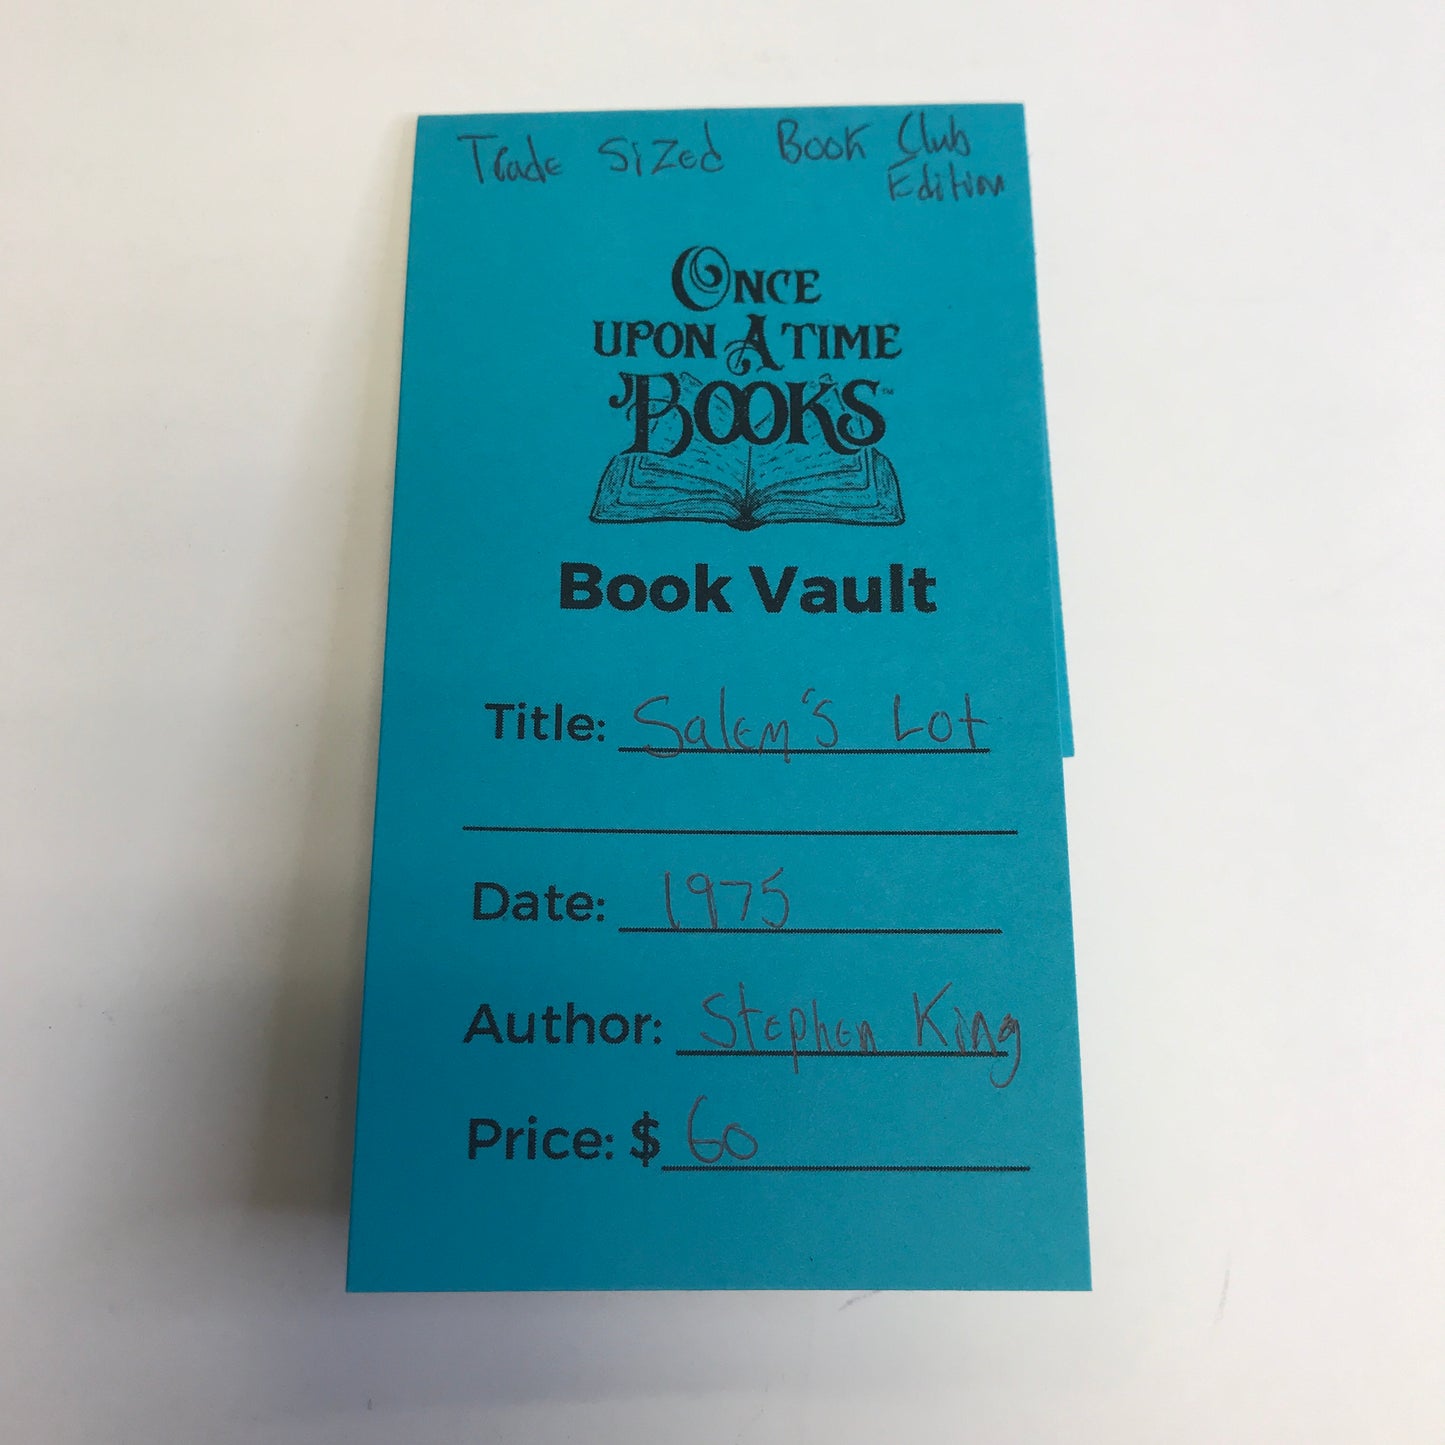 Trade Sized Book Club
Edition
ONCE
UPON A TIME
BOOKS™
Book Vault
Title: Salem's Lot
Date: 1975
Author: Stephen King
Price: $ 60